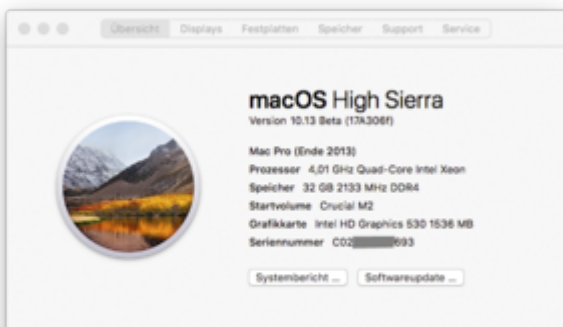 Übersicht Displays Festplatten Speicher Support Service
macOS High Sierra
Version 10.13 Beta (17A306f)
Mac Pro (Ende 2013)
Prozessor 4,01 GHz Quad-Core Intel Xeon
Speicher 32 GB 2133 MHz DDR4
Startvolume Crucial M2
Grafikkarte Intel HD Graphics 530 1536 MB
Seriennummer C02 693
Systembericht ... Softwareupdate ...